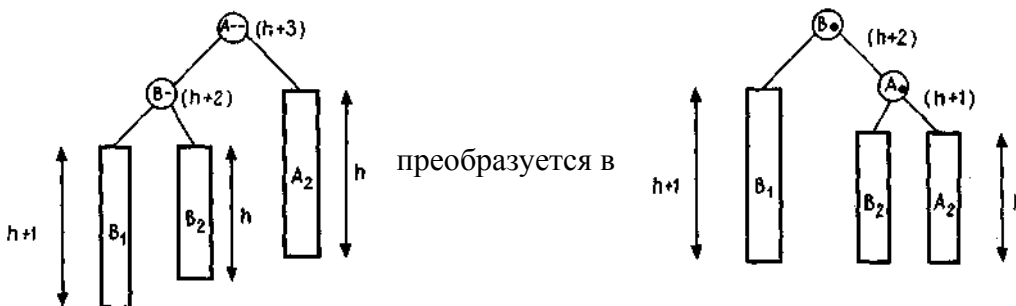 A-- (h+3)
B- (h+2)
h+1
B₁
B₂
h
A₂
h
преобразуется в
B• (h+2)
A• (h+1)
h+1
B₁
B₂
A₂